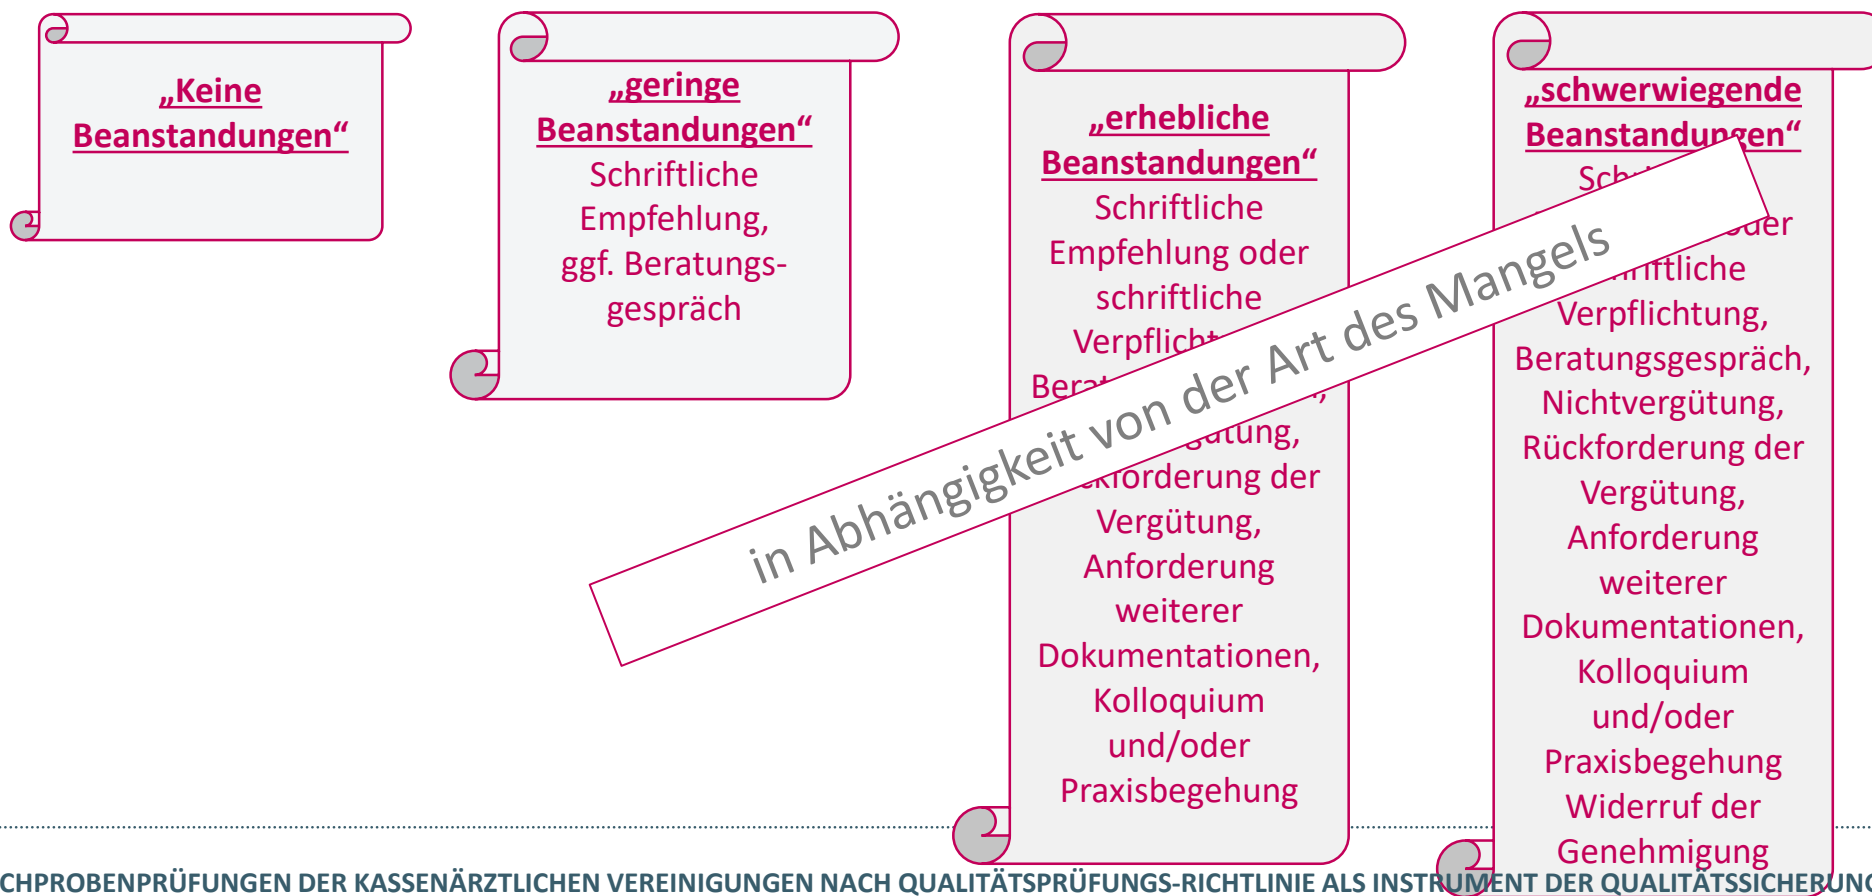 „Keine
Beanstandungen“
„geringe
Beanstandungen“
Schriftliche
Empfehlung,
ggf. Beratungs-
gespräch
„erhebliche
Beanstandungen“
Schriftliche
Empfehlung oder
schriftliche
Vergütung,
Anforderung
weiterer
Dokumentationen,
Kolloquium
und/oder
Praxisbegehung
„schwerwiegende
Beanstandungen“
Verpflichtung,
Beratungsgespräch,
Nichtvergütung,
Rückforderung der
Vergütung,
Anforderung
weiterer
Dokumentationen,
Kolloquium
und/oder
Praxisbegehung
Widerruf der
Genehmigung
in Abhängigkeit von der Art des Mangels
CHPROBENPRÜFUNGEN DER KASSENÄRZTLICHEN VEREINIGUNGEN NACH QUALITÄTSPRÜFUNGS-RICHTLINIE ALS INSTRUMENT DER QUALITÄTSSICHERUNG